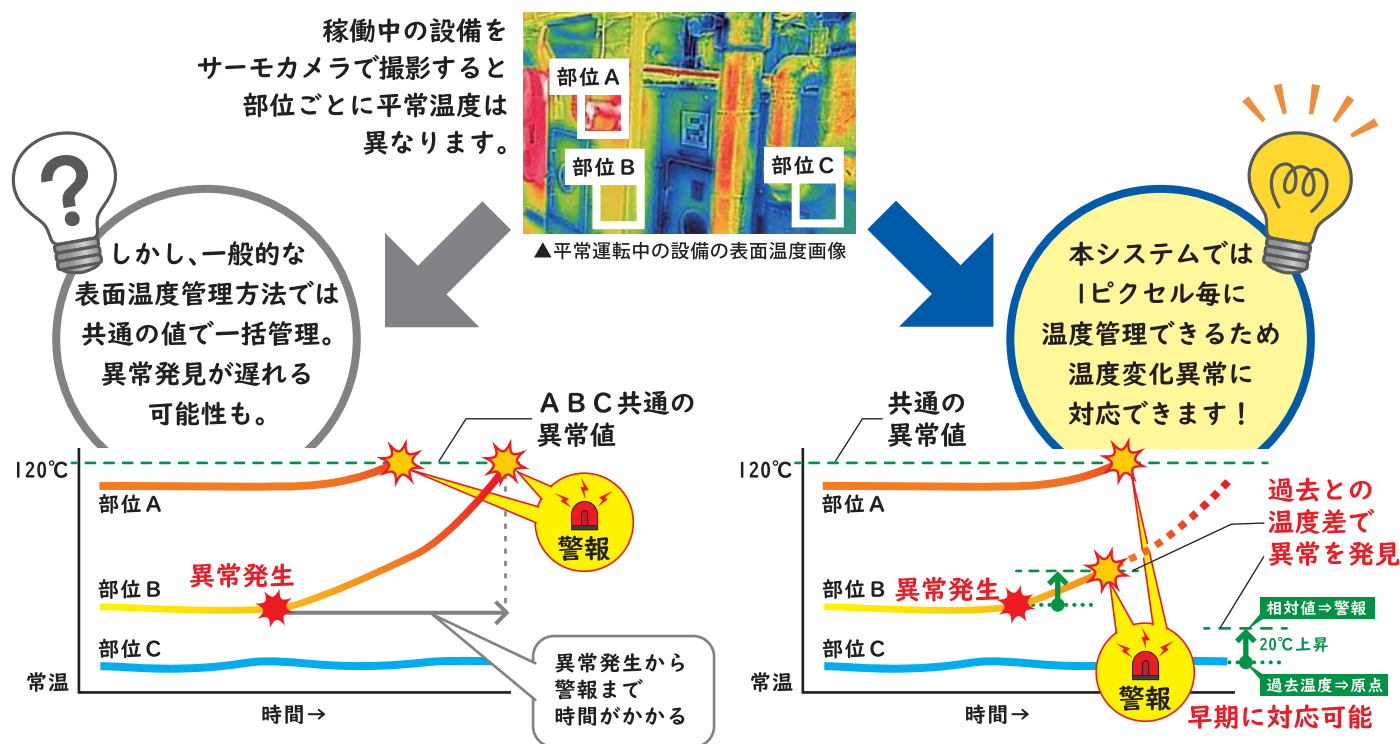 稼働中の設備を
サーモカメラで撮影すると
部位ごとに平常温度は
異なります。
部位A
部位B
部位C
▲平常運転中の設備の表面温度画像
?
しかし、一般的な
表面温度管理方法では
共通の値で一括管理。
異常発見が遅れる
可能性も。
ABC共通の
異常値
120℃
部位A
異常発生
部位B
部位C
常温
時間→
警報
異常発生から
警報まで
時間がかかる
本システムでは
1ピクセル毎に
温度管理できるため
温度変化異常に
対応できます!
共通の
異常値
120℃
部位A
部位B
異常発生
部位C
常温
時間→
警報
過去との
温度差で
異常を発見
相対値⇒警報
20℃上昇
過去温度⇒原点
早期に対応可能